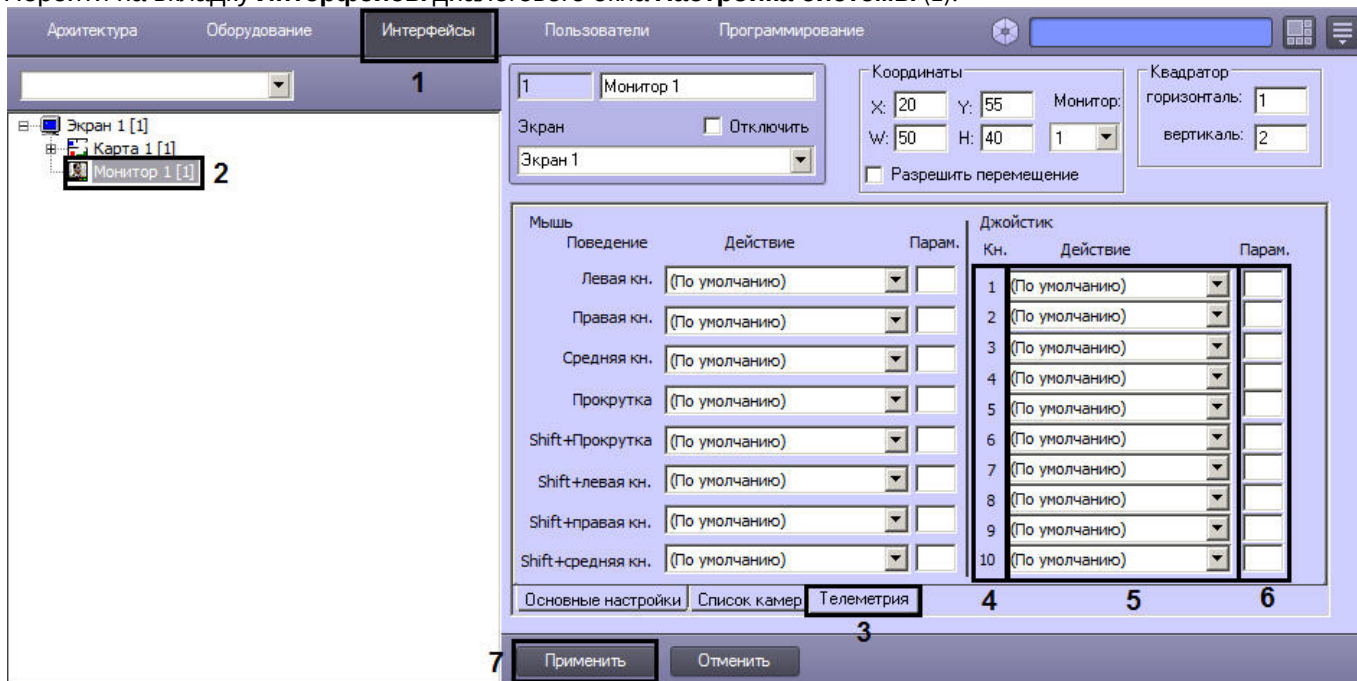 Перейти на вкладку Интерфейсы диалогового окна Настройка системы (1).
Архитектура Оборудование Интерфейсы Пользователи Программирование
1
Экран 1 [1]
Карта 1 [1]
Монитор 1 [1] 2
1 Монитор 1
Экран Отключить
Экран 1
Координаты
X: 20 Y: 55 Монитор:
W: 50 H: 40 1
Разрешить перемещение
Квадратор
горизонталь: 1
вертикаль: 2
Мышь
Поведение Действие Парам.
Левая кн. (По умолчанию)
Правая кн. (По умолчанию)
Средняя кн. (По умолчанию)
Прокрутка (По умолчанию)
Shift+Прокрутка (По умолчанию)
Shift+левая кн. (По умолчанию)
Shift+правая кн. (По умолчанию)
Shift+средняя кн. (По умолчанию)
Джойстик
Кн. Действие Парам.
1 (По умолчанию)
2 (По умолчанию)
3 (По умолчанию)
4 (По умолчанию)
5 (По умолчанию)
6 (По умолчанию)
7 (По умолчанию)
8 (По умолчанию)
9 (По умолчанию)
10 (По умолчанию)
Основные настройки Список камер Телеметрия 4 5 6
3
7 Применить Отменить